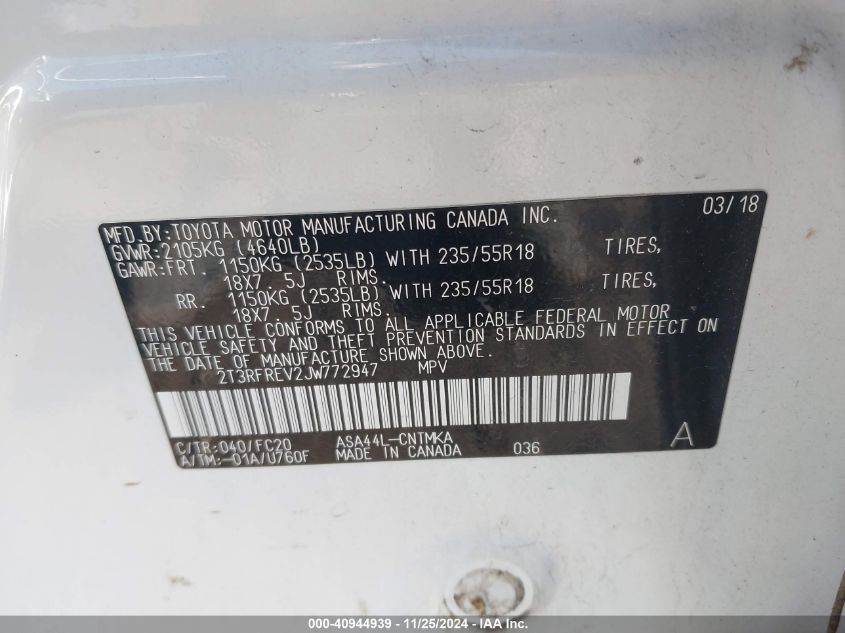 MFD.BY:TOYOTA MOTOR MANUFACTURING CANADA INC. 03/18
GVWR:2105KG (4640LB)
GAWR:FRT. 1150KG (2535LB) WITH 235/55R18 TIRES,
18X7. 5J RIMS.
RR. 1150KG (2535LB) WITH 235/55R18 TIRES,
18X7. 5J RIMS.
THIS VEHICLE CONFORMS TO ALL APPLICABLE FEDERAL MOTOR
VEHICLE SAFETY AND THEFT PREVENTION STANDARDS IN EFFECT ON
THE DATE OF MANUFACTURE SHOWN ABOVE.
2T3RFREV2JW772947 MPV
C/TR:040/FC20 ASA44L-CNTMKA A
A/TM:-01A/U760F MADE IN CANADA 036
000-40944939 - 11/25/2024 - IAA Inc.